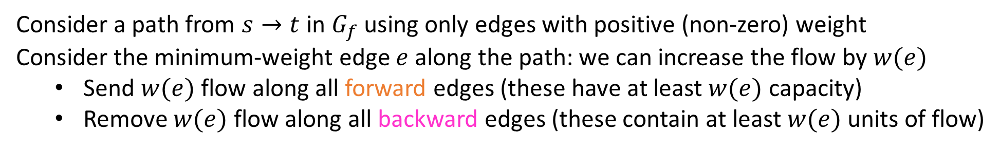 Consider a path from s → t in G_f using only edges with positive (non-zero) weight
Consider the minimum-weight edge e along the path: we can increase the flow by w(e)
• Send w(e) flow along all forward edges (these have at least w(e) capacity)
• Remove w(e) flow along all backward edges (these contain at least w(e) units of flow)